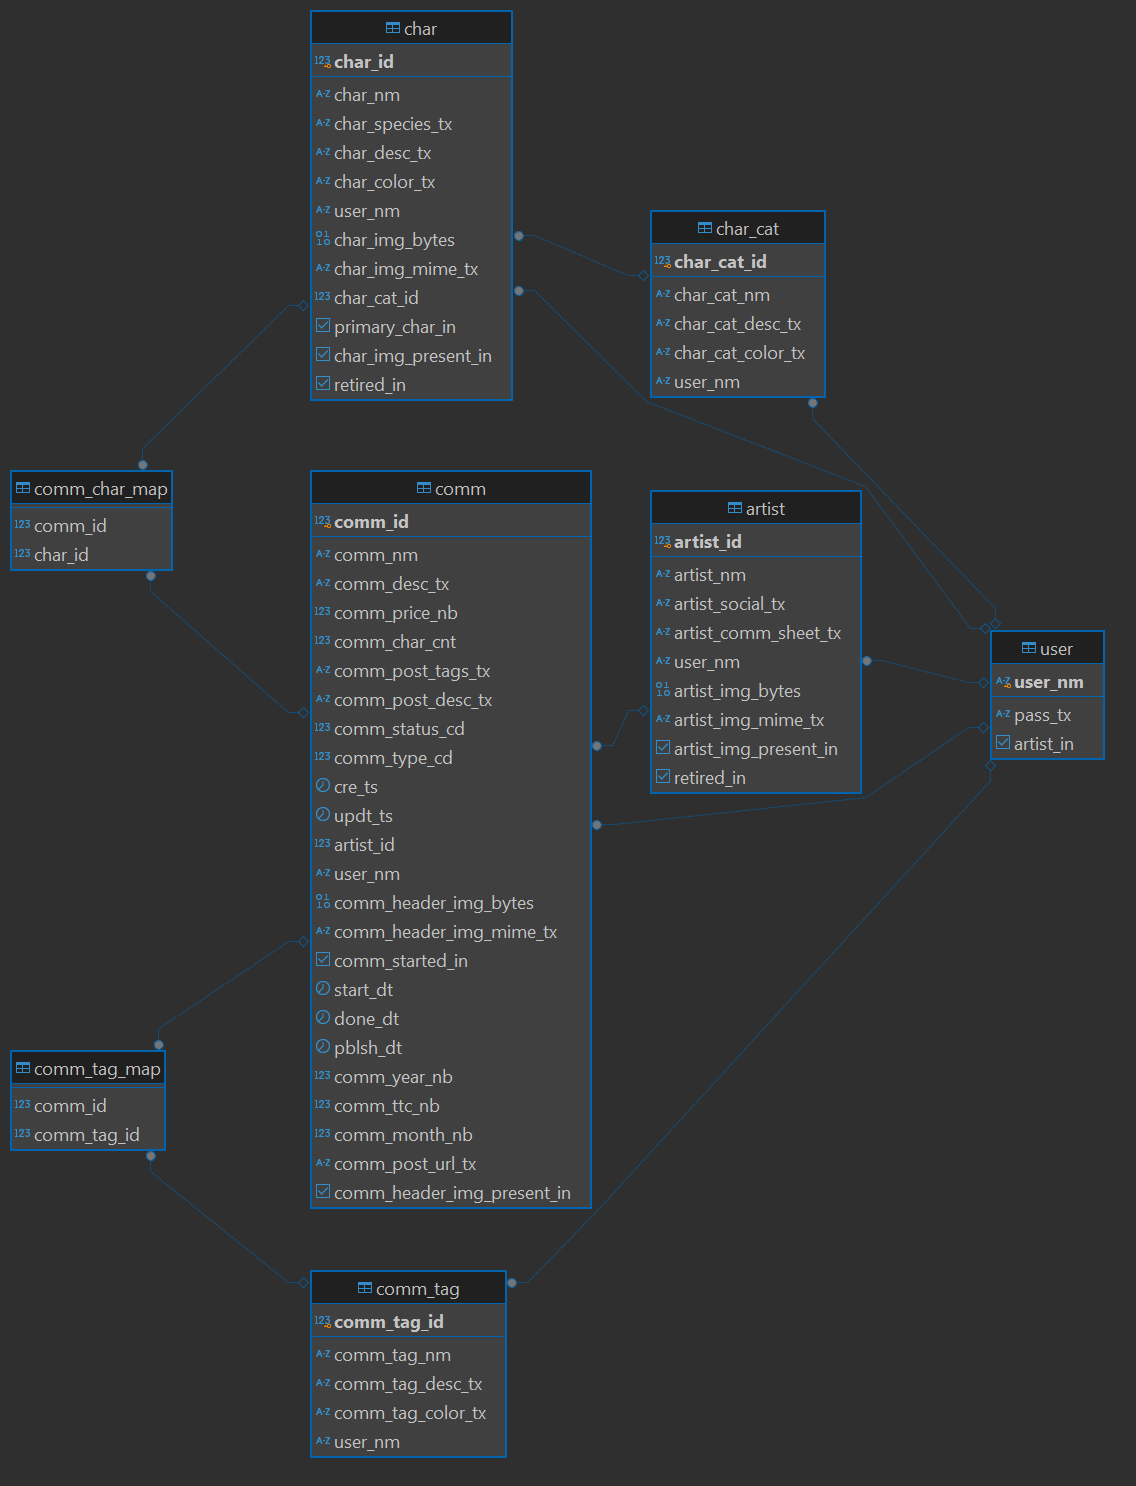 char
char_id
char_nm
char_species_tx
char_desc_tx
char_color_tx
user_nm
char_img_bytes
char_img_mime_tx
char_cat_id
primary_char_in
char_img_present_in
retired_in
char_cat
char_cat_id
char_cat_nm
char_cat_desc_tx
char_cat_color_tx
user_nm
comm_char_map
comm_id
char_id
comm
comm_id
comm_nm
comm_desc_tx
comm_price_nb
comm_char_cnt
comm_post_tags_tx
comm_post_desc_tx
comm_status_cd
comm_type_cd
cre_ts
updt_ts
artist_id
user_nm
comm_header_img_bytes
comm_header_img_mime_tx
comm_started_in
start_dt
done_dt
pblsh_dt
comm_year_nb
comm_ttc_nb
comm_month_nb
comm_post_url_tx
comm_header_img_present_in
artist
artist_id
artist_nm
artist_social_tx
artist_comm_sheet_tx
user_nm
artist_img_bytes
artist_img_mime_tx
artist_img_present_in
retired_in
user
user_nm
pass_tx
artist_in
comm_tag_map
comm_id
comm_tag_id
comm_tag
comm_tag_id
comm_tag_nm
comm_tag_desc_tx
comm_tag_color_tx
user_nm